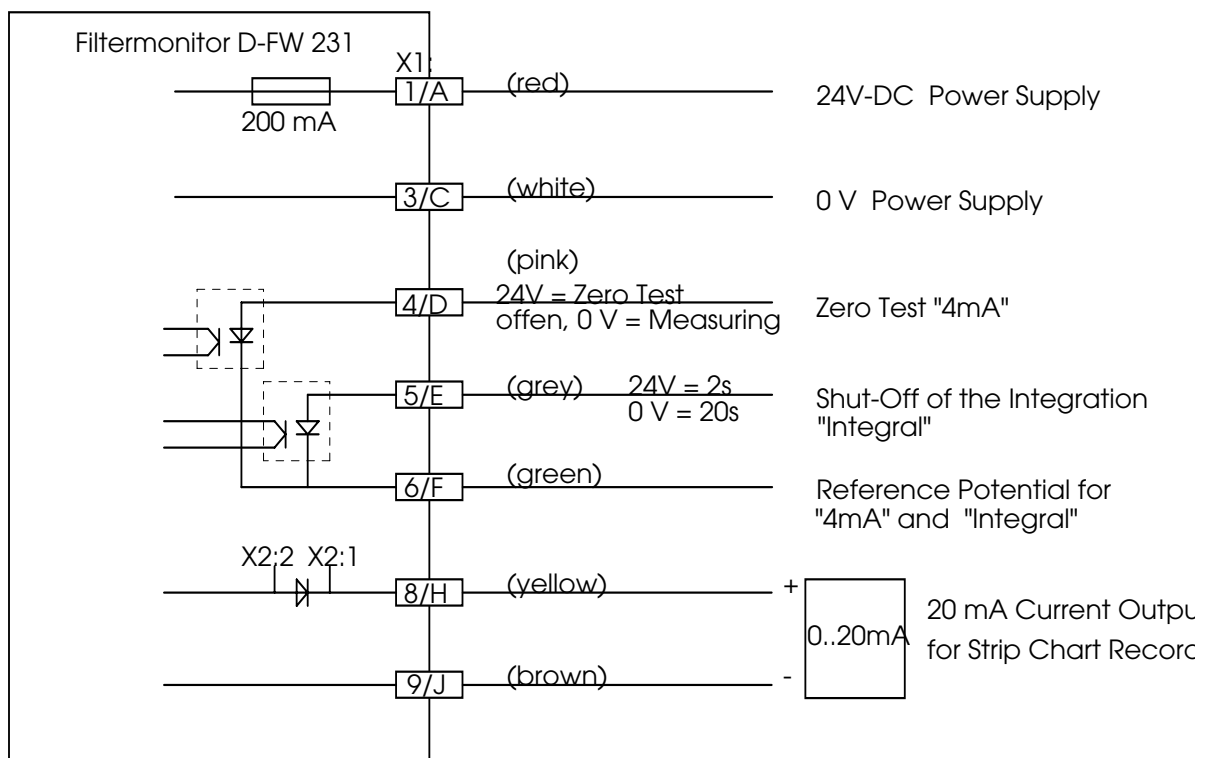 Filtermonitor D-FW 231
X1:
1/A (red) 24V-DC Power Supply
200 mA
3/C (white) 0 V Power Supply
(pink)
4/D 24V = Zero Test Zero Test "4mA"
offen, 0 V = Measuring
5/E (grey) 24V = 2s Shut-Off of the Integration
0 V = 20s "Integral"
6/F (green) Reference Potential for
"4mA" and "Integral"
X2:2 X2:1
8/H (yellow) +
0..20mA
20 mA Current Outpu
for Strip Chart Recorc
9/J (brown) -